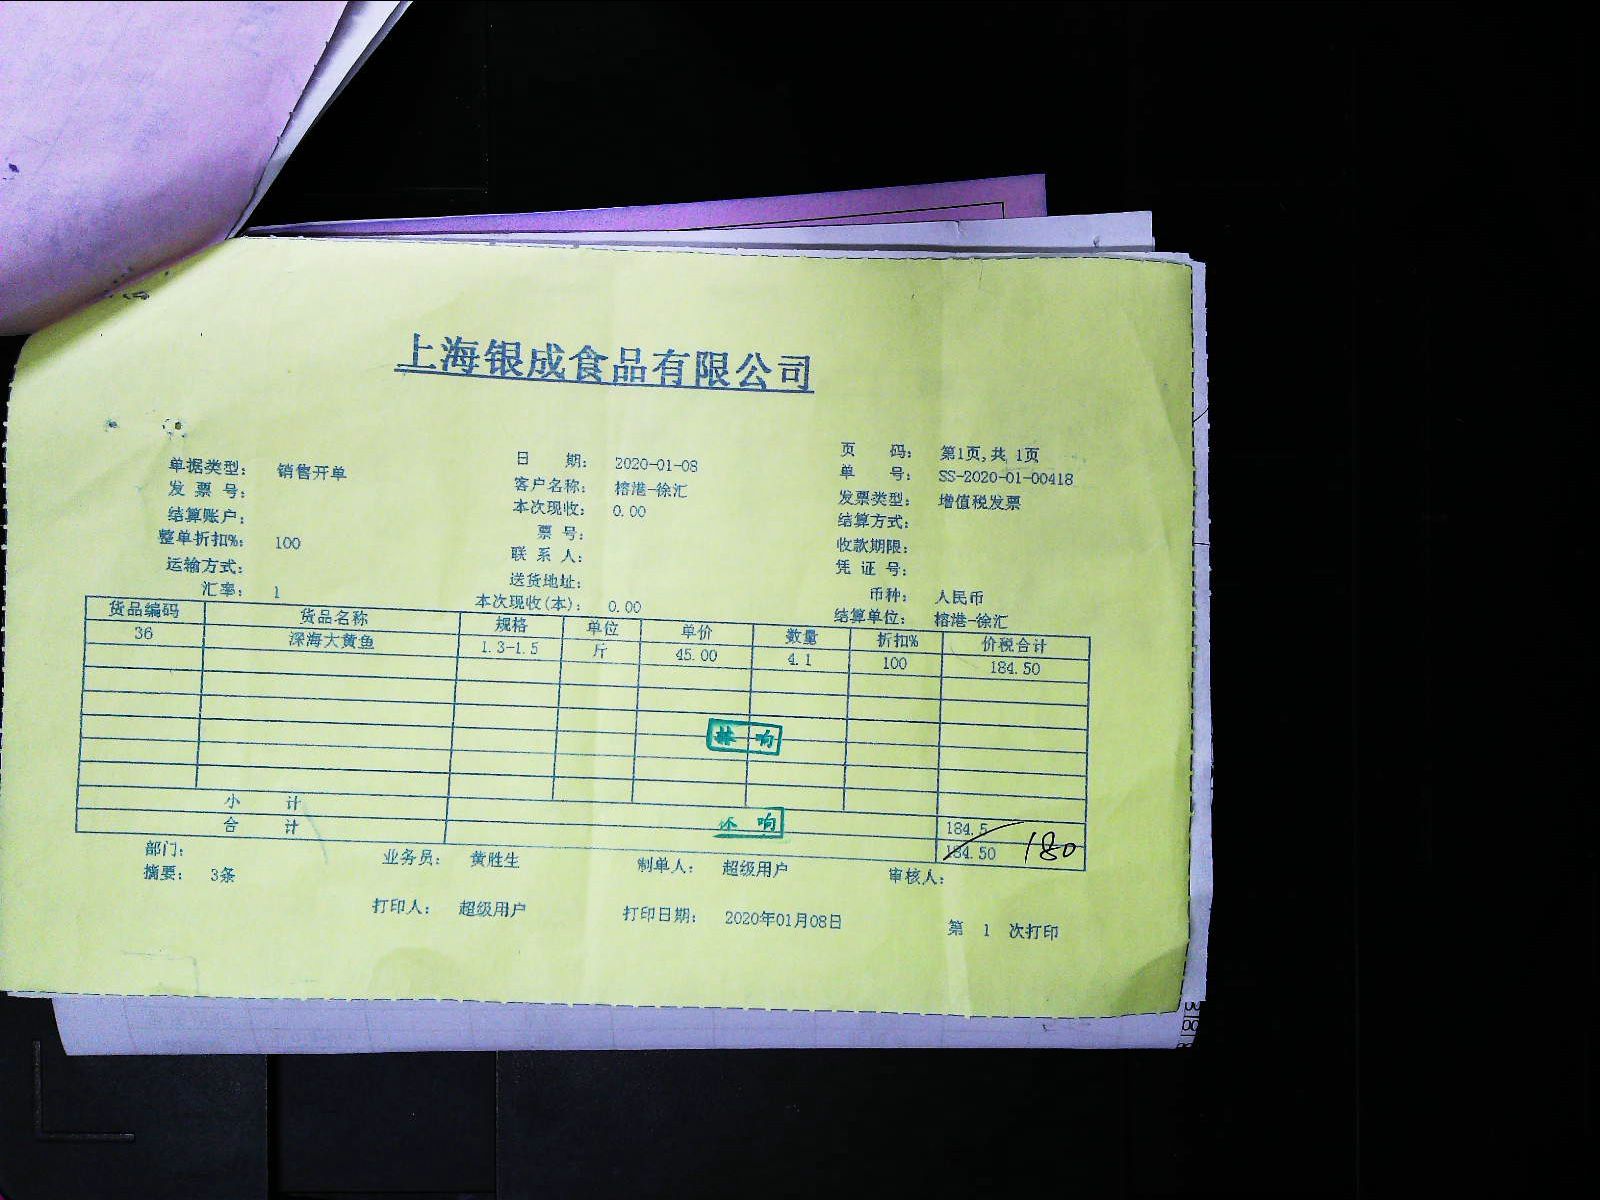 上海银成食品有限公司
单据类型： 销售开单 日 期： 2020-01-08 页 码： 第1页,共 1页
发 票 号： 客户名称： 榕港-徐汇 单 号： SS-2020-01-00418
结算账户： 本次现收： 0.00 发票类型： 增值税发票
整单折扣%： 100 票 号： 结算方式：
运输方式： 联 系 人： 收款期限：
汇率： 1 送货地址： 凭 证 号：
本次现收(本)： 0.00 币种： 人民币
结算单位： 榕港-徐汇
货品编码 货品名称 规格 单位 单价 数量 折扣% 价税合计
36 深海大黄鱼 1.3-1.5 斤 45.00 4.1 100 184.50
小 计 184.5
合 计 184.50 180
部门： 业务员： 黄胜生 制单人： 超级用户 审核人：
摘要： 3条
打印人： 超级用户 打印日期： 2020年01月08日 第 1 次打印